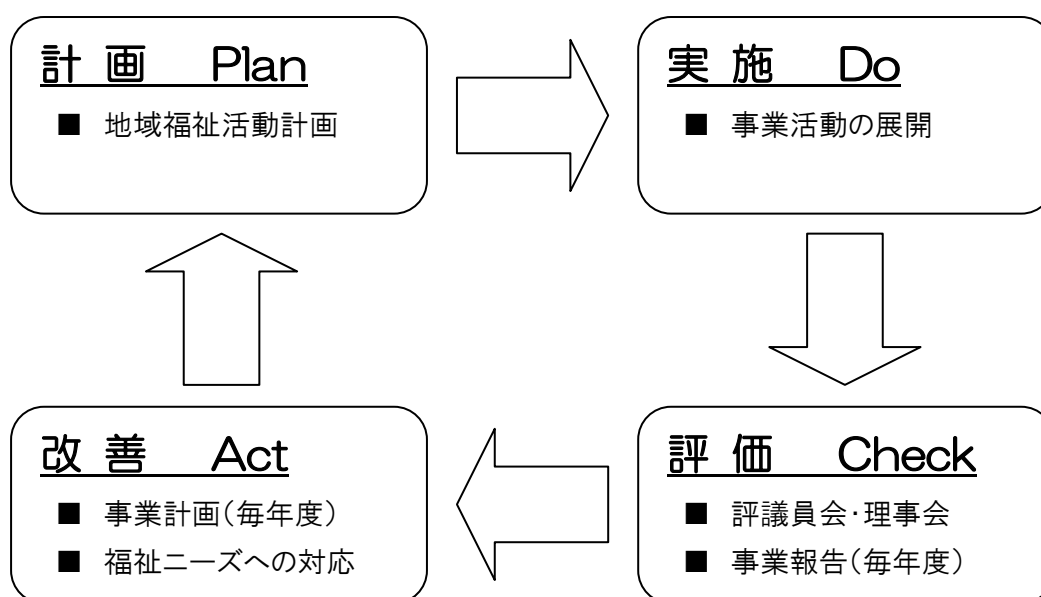 計画 Plan
■ 地域福祉活動計画
実施 Do
■ 事業活動の展開
改善 Act
■ 事業計画(毎年度)
■ 福祉ニーズへの対応
評価 Check
■ 評議員会・理事会
■ 事業報告(毎年度)